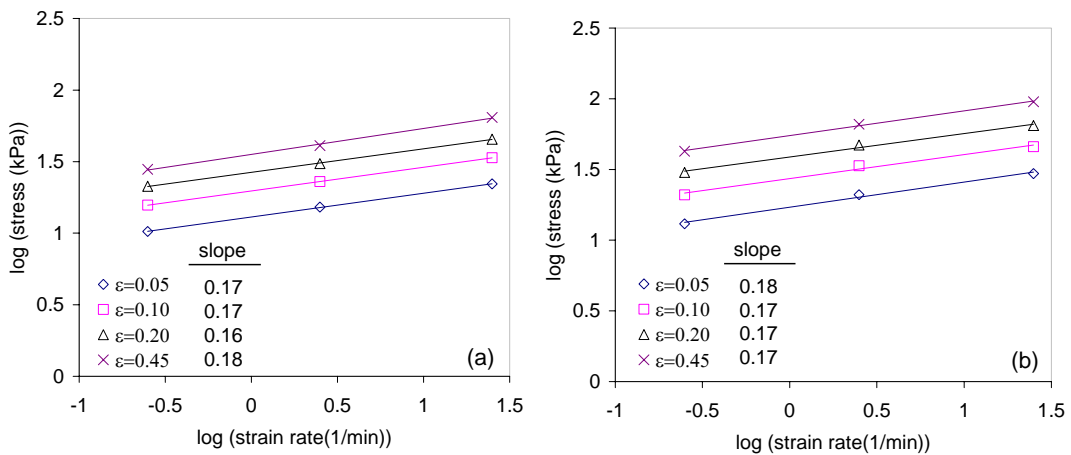 2.5
2
1.5
1
0.5
0
-1
-0.5
0
0.5
1
1.5
log (stress (kPa))
log (strain rate(1/min))
slope
ε=0.05 0.17
ε=0.10 0.17
ε=0.20 0.16
ε=0.45 0.18
(a)
2.5
2
1.5
1
0.5
0
-1
-0.5
0
0.5
1
1.5
log (stress (kPa))
log (strain rate(1/min))
slope
ε=0.05 0.18
ε=0.10 0.17
ε=0.20 0.17
ε=0.45 0.17
(b)